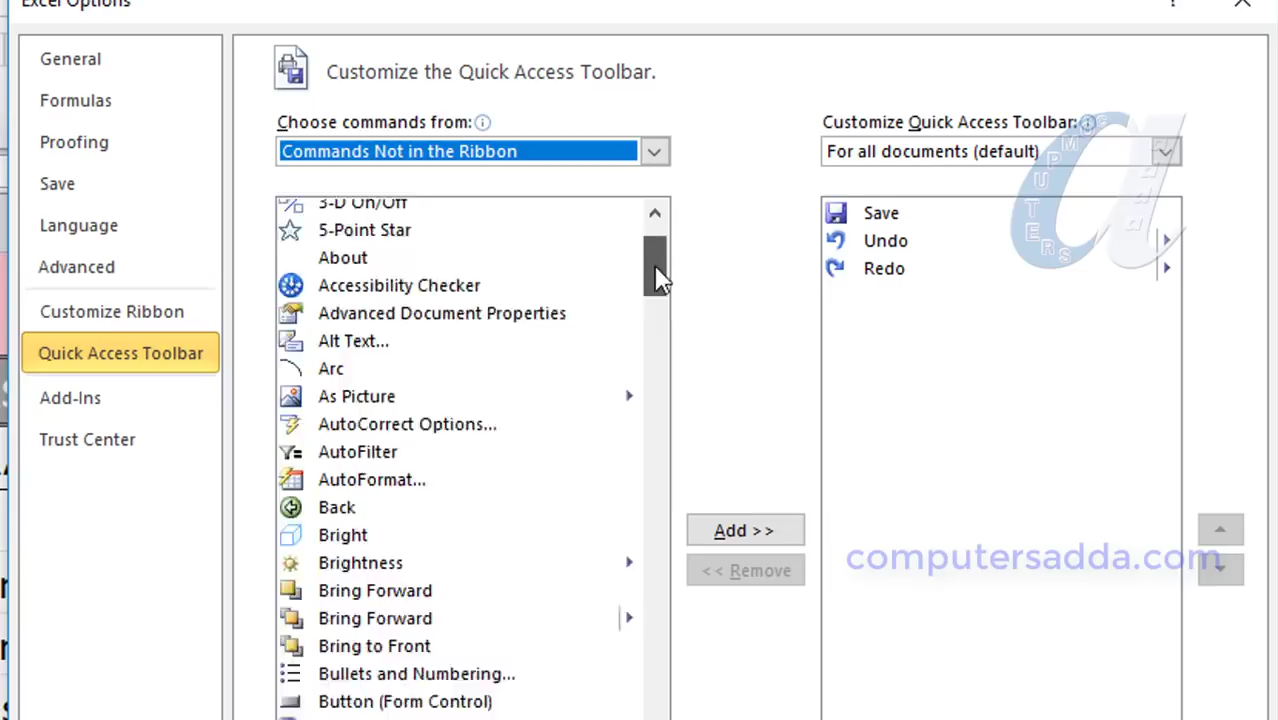 Excel Options
General
Formulas
Proofing
Save
Language
Advanced
Customize Ribbon
Quick Access Toolbar
Add-Ins
Trust Center
Customize the Quick Access Toolbar.
Choose commands from:
Commands Not in the Ribbon
3-D On/Off
5-Point Star
About
Accessibility Checker
Advanced Document Properties
Alt Text...
Arc
As Picture
AutoCorrect Options...
AutoFilter
AutoFormat...
Back
Bright
Brightness
Bring Forward
Bring Forward
Bring to Front
Bullets and Numbering...
Button (Form Control)
Add >>
<< Remove
Customize Quick Access Toolbar:
For all documents (default)
Save
Undo
Redo
COMPUTERS
computersadda.com